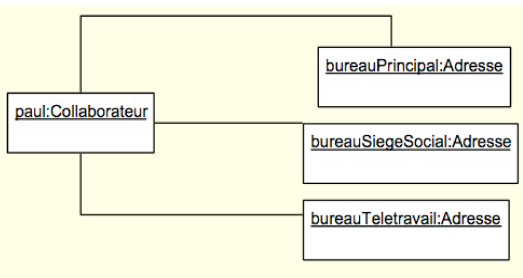 bureauPrincipal:Adresse
paul:Collaborateur
bureauSiegeSocial:Adresse
bureauTeletravail:Adresse